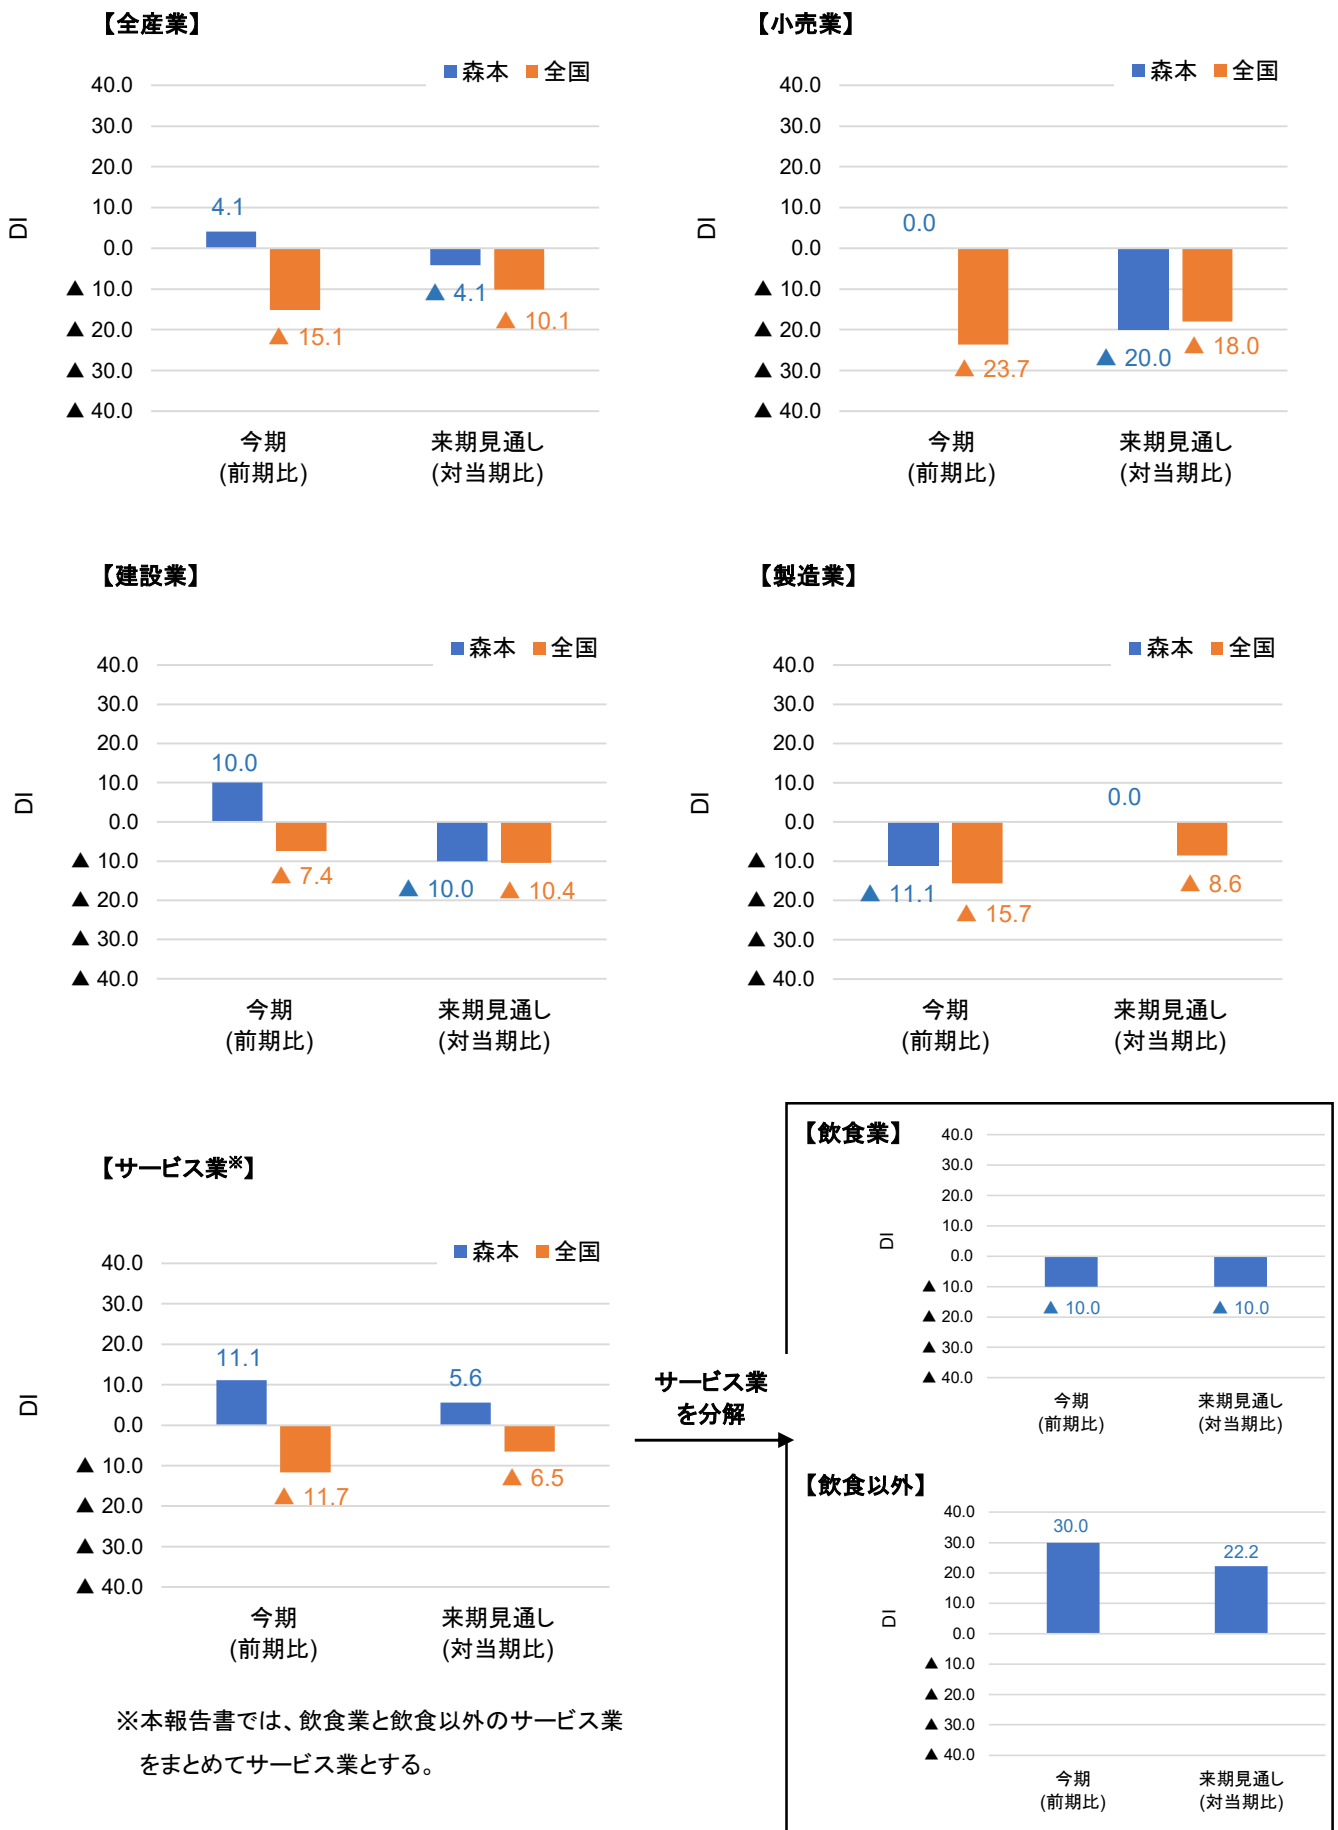 【全産業】
森本 全国
40.0
30.0
20.0
10.0
0.0
▲ 10.0
▲ 20.0
▲ 30.0
▲ 40.0
DI
4.1
▲ 15.1
▲ 4.1
▲ 10.1
今期
(前期比)
来期見通し
(対当期比)
【小売業】
森本 全国
40.0
30.0
20.0
10.0
0.0
▲ 10.0
▲ 20.0
▲ 30.0
▲ 40.0
DI
0.0
▲ 23.7
▲ 20.0
▲ 18.0
今期
(前期比)
来期見通し
(対当期比)
【建設業】
森本 全国
40.0
30.0
20.0
10.0
0.0
▲ 10.0
▲ 20.0
▲ 30.0
▲ 40.0
DI
10.0
▲ 7.4
▲ 10.0
▲ 10.4
今期
(前期比)
来期見通し
(対当期比)
【製造業】
森本 全国
40.0
30.0
20.0
10.0
0.0
▲ 10.0
▲ 20.0
▲ 30.0
▲ 40.0
DI
▲ 11.1
▲ 15.7
0.0
▲ 8.6
今期
(前期比)
来期見通し
(対当期比)
【サービス業※】
森本 全国
40.0
30.0
20.0
10.0
0.0
▲ 10.0
▲ 20.0
▲ 30.0
▲ 40.0
DI
11.1
▲ 11.7
5.6
▲ 6.5
今期
(前期比)
来期見通し
(対当期比)
サービス業
を分解
【飲食業】
40.0
30.0
20.0
10.0
0.0
▲ 10.0
▲ 20.0
▲ 30.0
▲ 40.0
DI
▲ 10.0
▲ 10.0
今期
(前期比)
来期見通し
(対当期比)
【飲食以外】
40.0
30.0
20.0
10.0
0.0
▲ 10.0
▲ 20.0
▲ 30.0
▲ 40.0
DI
30.0
22.2
今期
(前期比)
来期見通し
(対当期比)
※本報告書では、飲食業と飲食以外のサービス業
をまとめてサービス業とする。